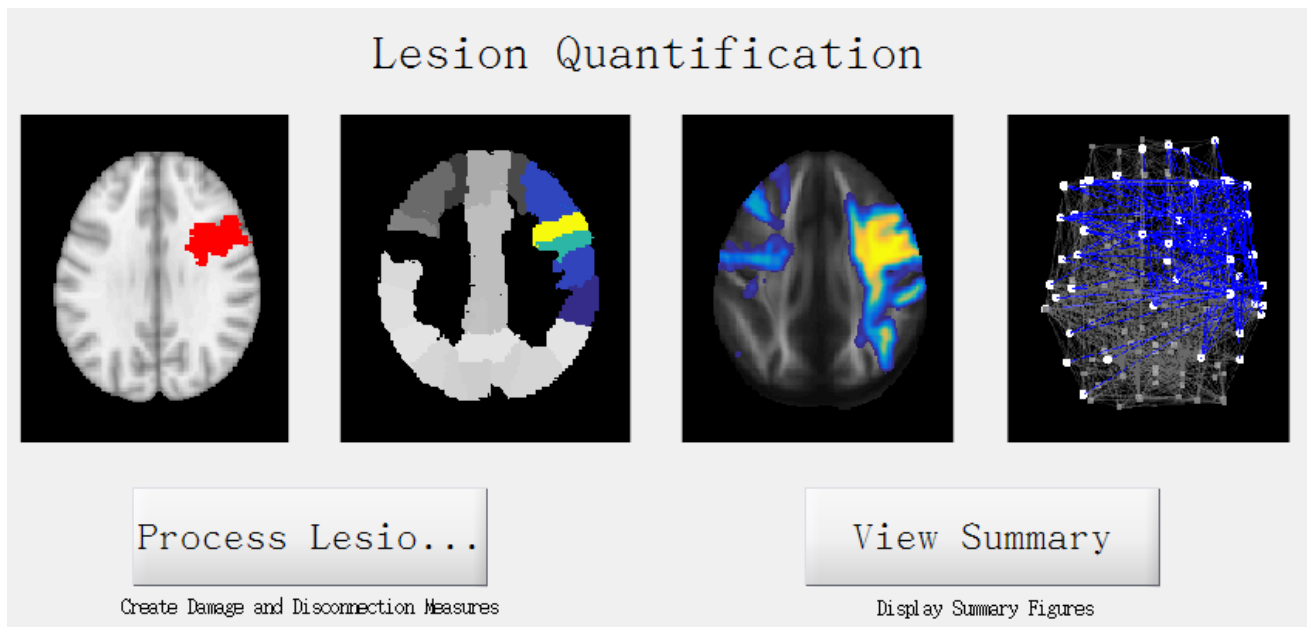 Lesion Quantification
Process Lesio...
View Summary
Create Damage and Disconnection Measures
Display Summary Figures